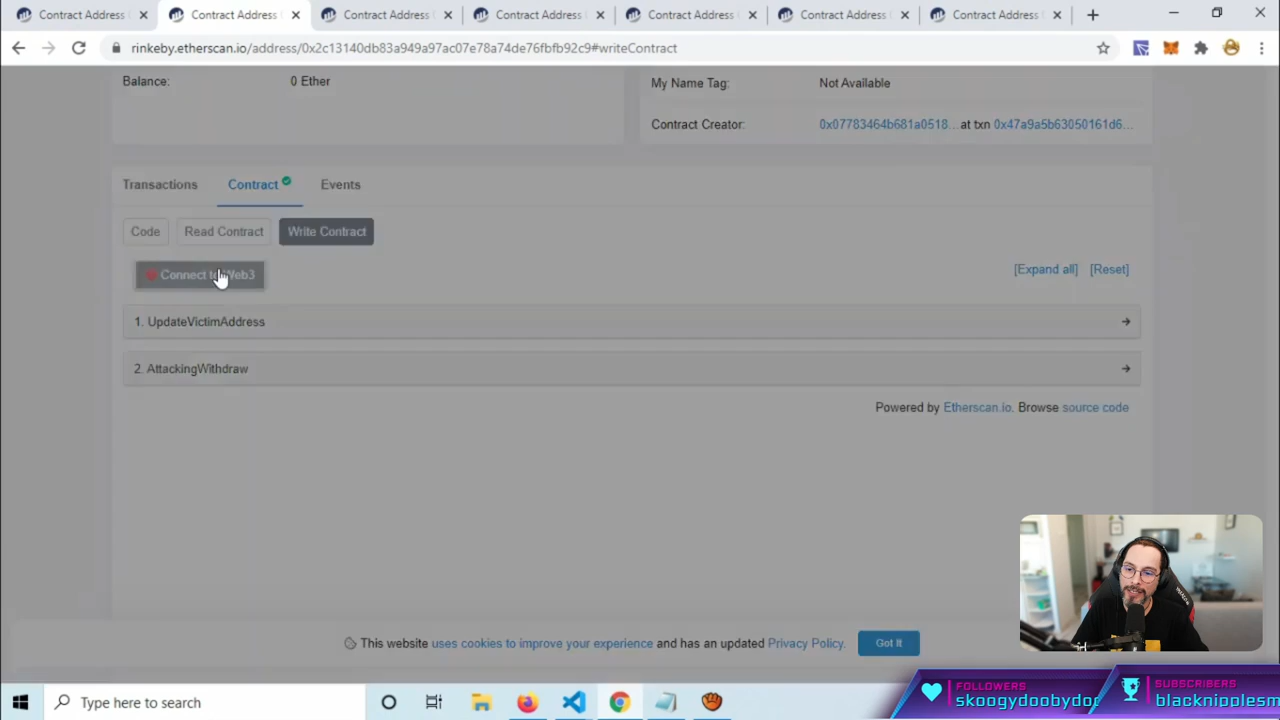 Contract Address
Contract Address
Contract Address
Contract Address
Contract Address
Contract Address
Contract Address
rinkeby.etherscan.io/address/0x2c13140db83a949a97ac07e78a74de76fbfb92c9#writeContract
Balance: 0 Ether
My Name Tag: Not Available
Contract Creator: 0x07783464b681a0518... at txn 0x47a9a5b63050161d6...
Transactions Contract Events
Code Read Contract Write Contract
Connect to Web3
[Expand all] [Reset]
1. UpdateVictimAddress
2. AttackingWithdraw
Powered by Etherscan.io. Browse source code
This website uses cookies to improve your experience and has an updated Privacy Policy.
Got It
FOLLOWERS
skoogydoobydoo
SUBSCRIBERS
blacknipplesm
Type here to search